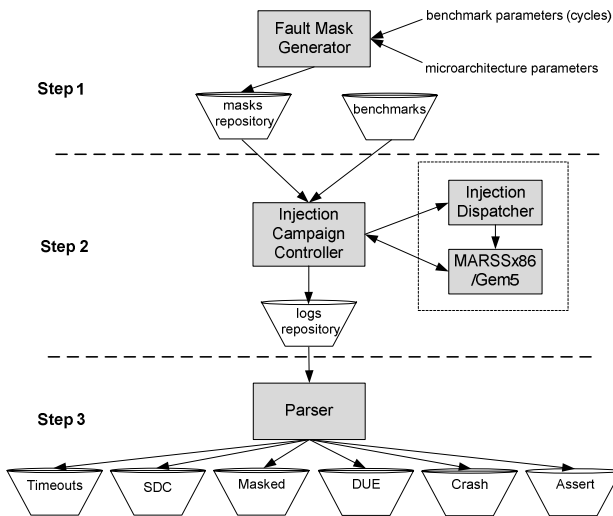 Fault Mask
Generator
benchmark parameters (cycles)
microarchitecture parameters
Step 1
masks
repository
benchmarks
Step 2
Injection
Campaign
Controller
Injection
Dispatcher
MARSSx86
/Gem5
logs
repository
Step 3
Parser
Timeouts
SDC
Masked
DUE
Crash
Assert